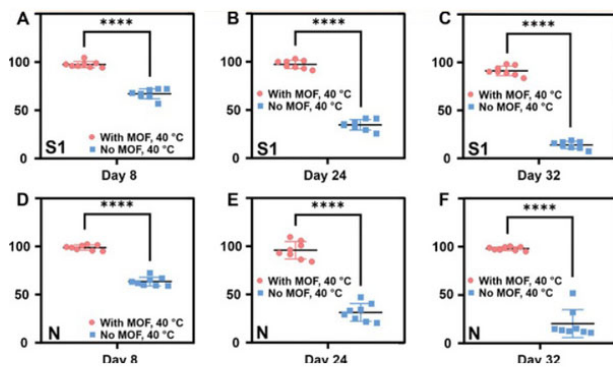 A
****
100
50
0
With MOF, 40 °C
No MOF, 40 °C
S1
Day 8
B
****
100
50
0
With MOF, 40 °C
No MOF, 40 °C
S1
Day 24
C
****
100
50
0
With MOF, 40 °C
No MOF, 40 °C
S1
Day 32
D
****
100
50
0
With MOF, 40 °C
No MOF, 40 °C
N
Day 8
E
****
100
50
0
With MOF, 40 °C
No MOF, 40 °C
N
Day 24
F
****
100
50
0
With MOF, 40 °C
No MOF, 40 °C
N
Day 32